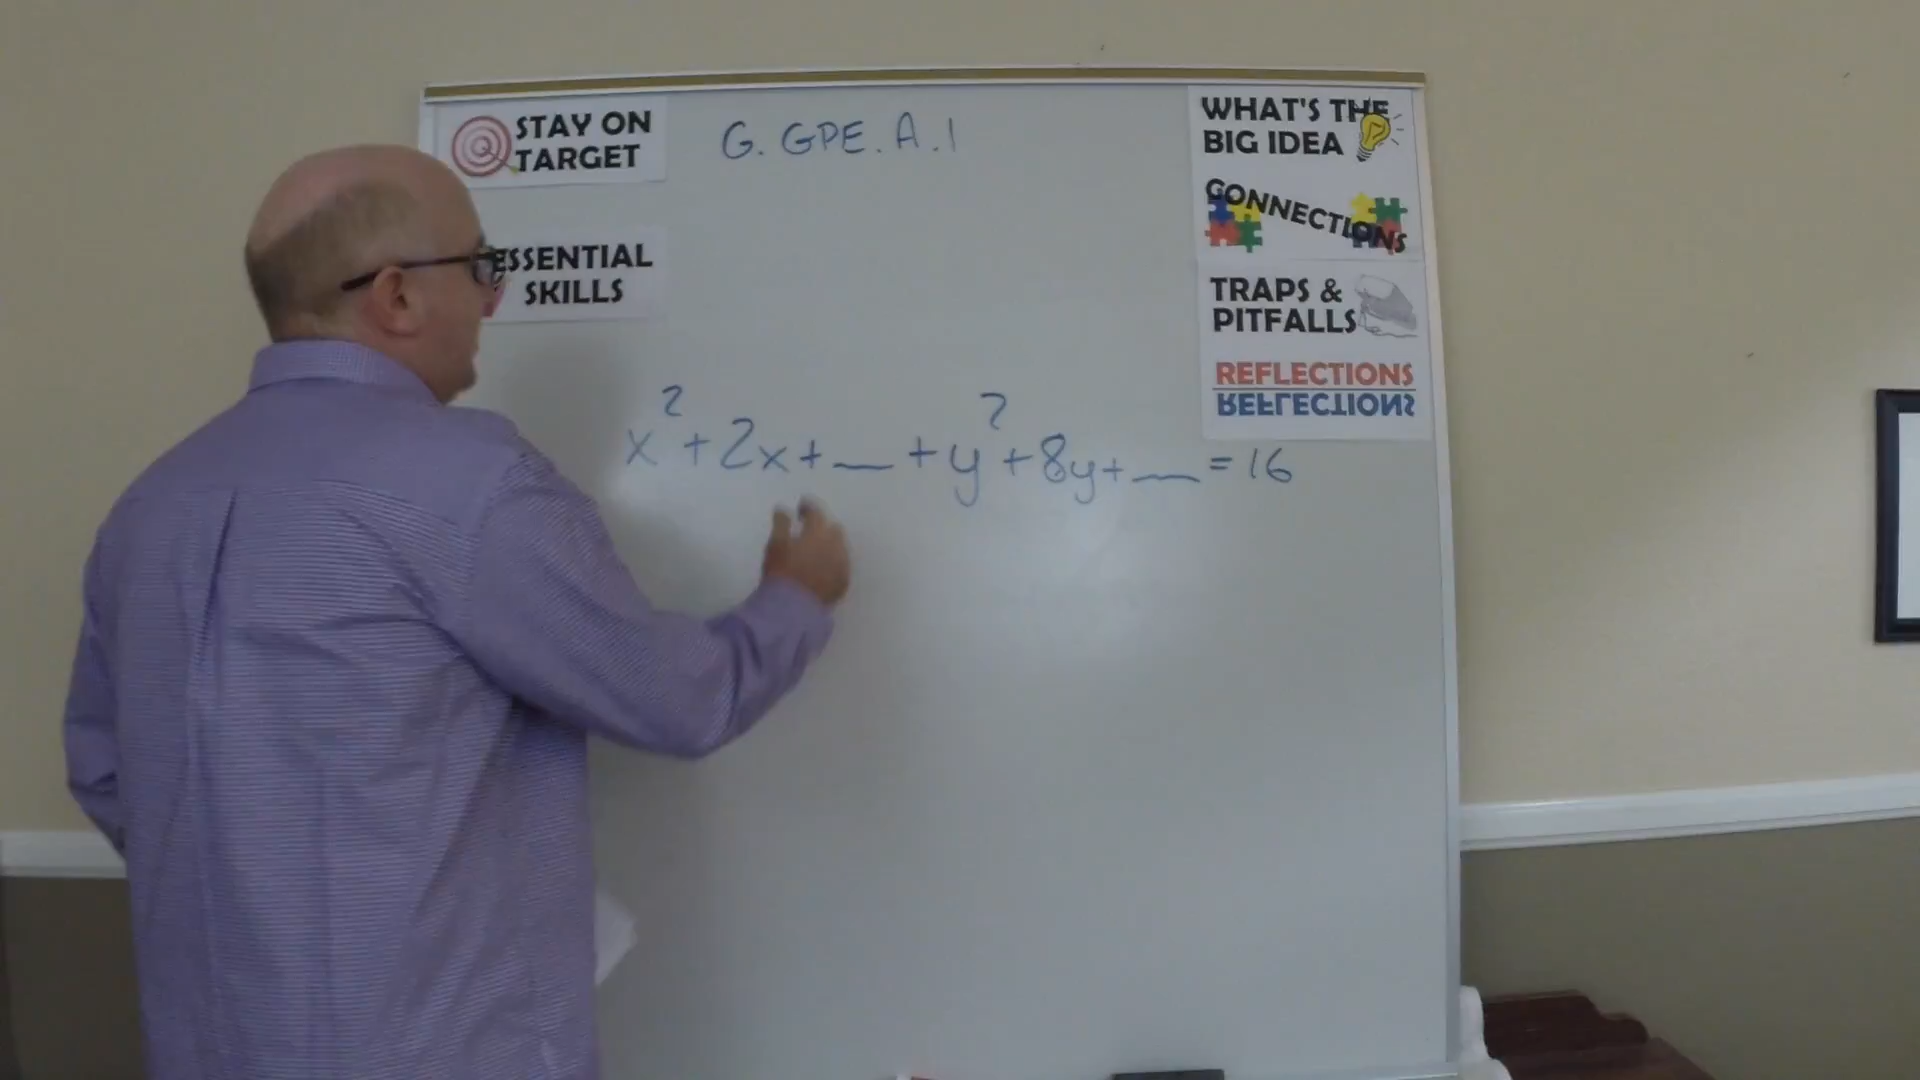 STAY ON
TARGET
G. GPE. A. 1
WHAT'S THE
BIG IDEA
CONNECTIONS
ESSENTIAL
SKILLS
TRAPS &
PITFALLS
REFLECTIONS
REFLECTIONS
x² + 2x + __ + y² + 8y + __ = 16